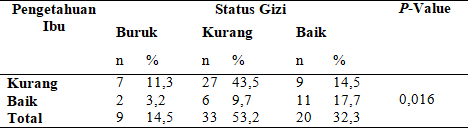 Pengetahuan Ibu Status Gizi P-Value
Buruk Kurang Baik
n % n % n %
Kurang 7 11,3 27 43,5 9 14,5
Baik 2 3,2 6 9,7 11 17,7 0,016
Total 9 14,5 33 53,2 20 32,3